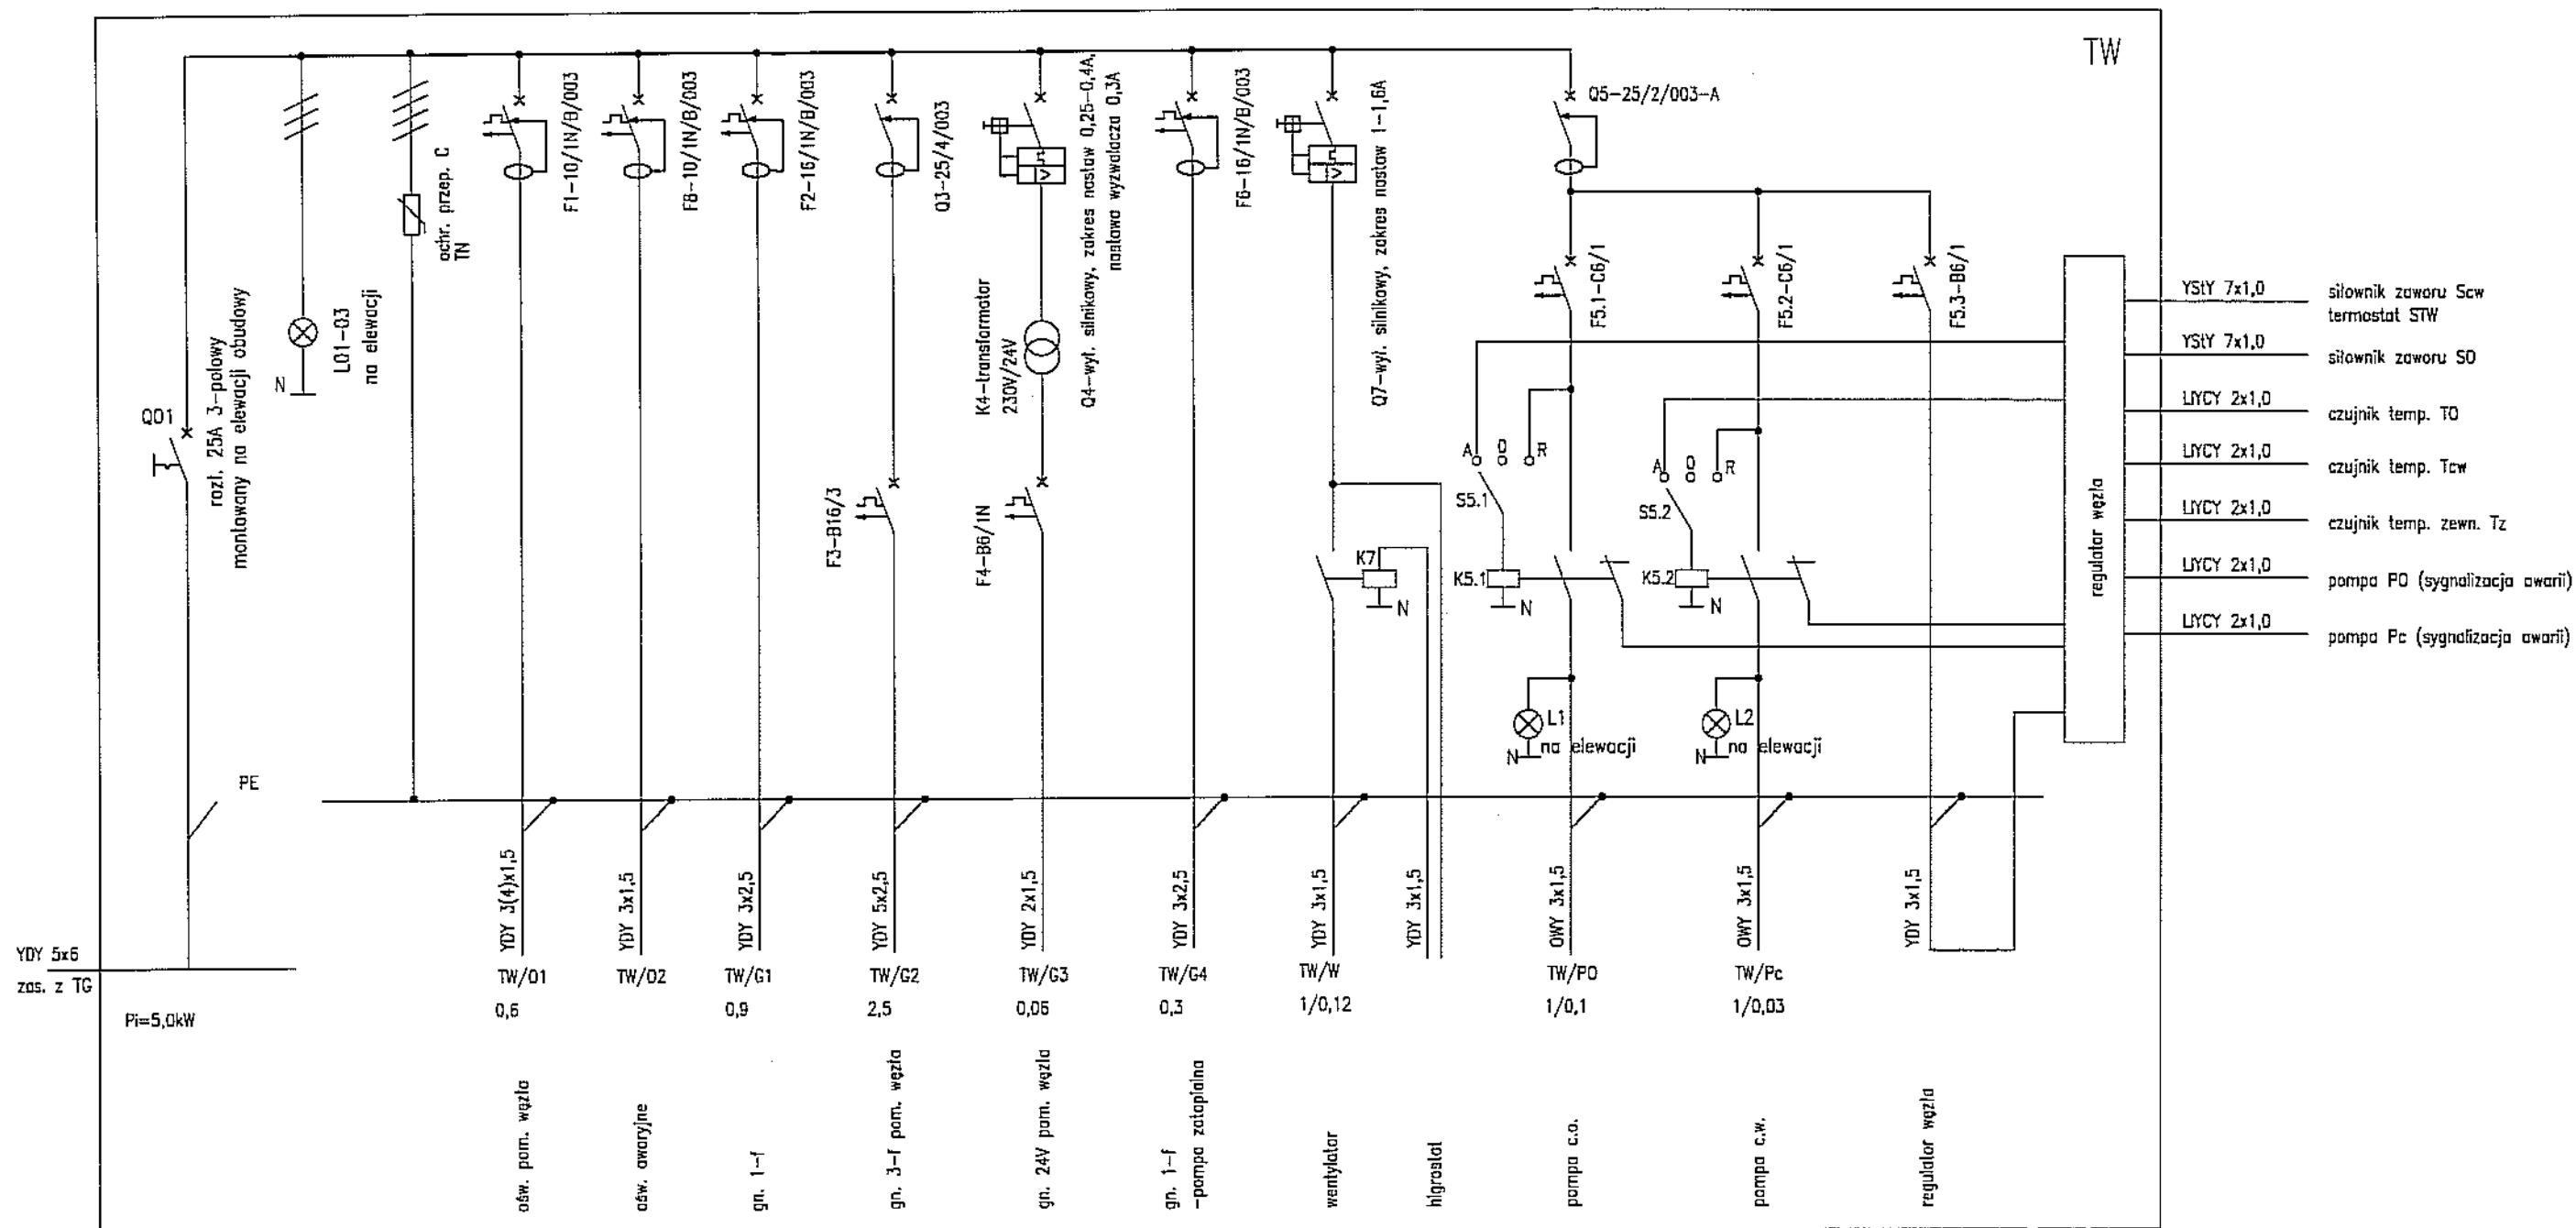 TW
Q01
rozł. 25A 3-polowy
montowany na elewacji obudowy
N
L01-03
na elewacji
ochr. przep. C
TN
F1-10/1N/B/003
F8-10/1N/B/003
F2-16/1N/B/003
Q3-25/4/003
F3-B16/3
K4-transformator
230V/24V
F4-B6/1N
Q4-wył. silnikowy, zakres nastaw 0,25-0,4A,
nastawa wyzwalacza 0,3A
F6-16/1N/B/003
Q7-wył. silnikowy, zakres nastaw 1-1,6A
K7
N
Q5-25/2/003-A
F5.1-C6/1
F5.2-C6/1
F5.3-B6/1
A 0 R
S5.1
K5.1
N
A 0 R
S5.2
K5.2
N
L1
na elewacji
N
L2
na elewacji
N
regulator węzła
YStY 7x1,0
siłownik zaworu Scw
termostat STW
YStY 7x1,0
siłownik zaworu SO
LIYCY 2x1,0
czujnik temp. TO
LIYCY 2x1,0
czujnik temp. Tcw
LIYCY 2x1,0
czujnik temp. zewn. Tz
LIYCY 2x1,0
pompa PO (sygnalizacja awarii)
LIYCY 2x1,0
pompa Pc (sygnalizacja awarii)
PE
YDY 5x6
zas. z TG
Pi=5,0kW
YDY 3(4)x1,5
YDY 3x1,5
YDY 3x2,5
YDY 5x2,5
YDY 2x1,5
YDY 3x2,5
YDY 3x1,5
YDY 3x1,5
OWY 3x1,5
OWY 3x1,5
YDY 3x1,5
TW/O1
TW/O2
TW/G1
TW/G2
TW/G3
TW/G4
TW/W
TW/PO
TW/Pc
0,6
0,9
2,5
0,06
0,3
1/0,12
1/0,1
1/0,03
ośw. pom. węzła
ośw. awaryjne
gn. 1-f
gn. 3-f pom. węzła
gn. 24V pom. węzła
gn. 1-f
-pompa zatapialna
wentylator
higrostat
pompa c.o.
pompa c.w.
regulator węzła